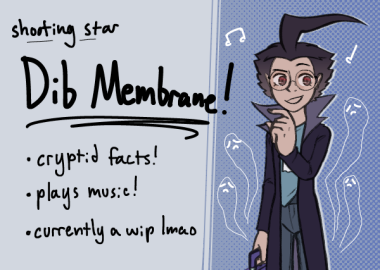 shooting star
Dib Membrane!
• cryptid facts!
• plays music!
• currently a wip lmao